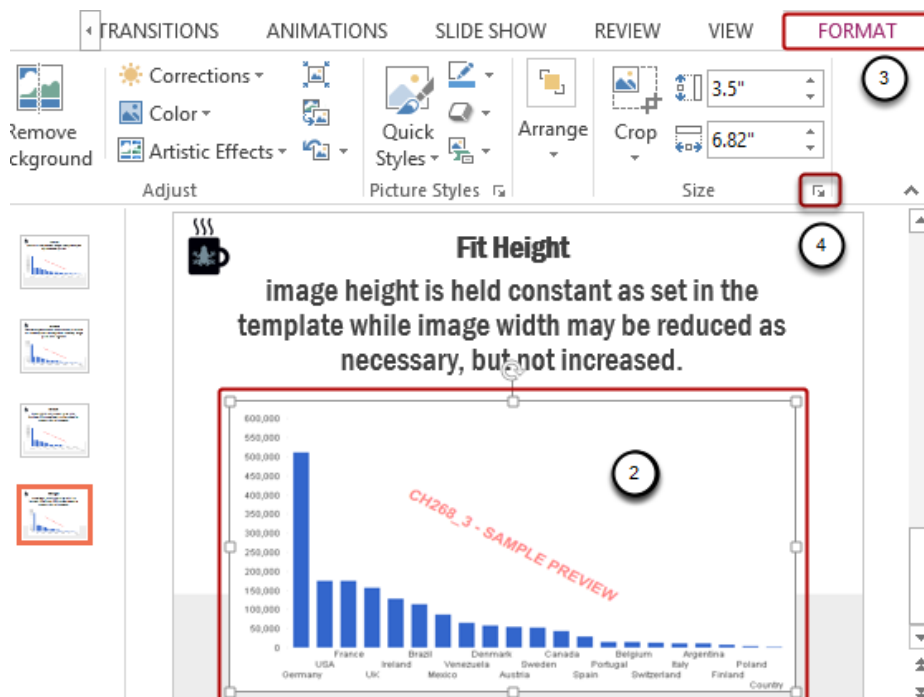 TRANSITIONS ANIMATIONS SLIDE SHOW REVIEW VIEW FORMAT
3
Corrections
Color
Artistic Effects
Remove
ckground
Adjust
Quick
Styles
Picture Styles
Arrange
Crop
3.5"
6.82"
Size
4
Fit Height
image height is held constant as set in the
template while image width may be reduced as
necessary, but not increased.
2
600,000
550,000
450,000
400,000
350,000
300,000
250,000
200,000
150,000
100,000
50,000
0
CH268_3 - SAMPLE PREVIEW
France Brazil Denmark Canada Belgium Argentina
USA Ireland Venezuela Sweden Portugal Italy Poland
Germany UK Mexico Austria Spain Switzerland Finland
Country